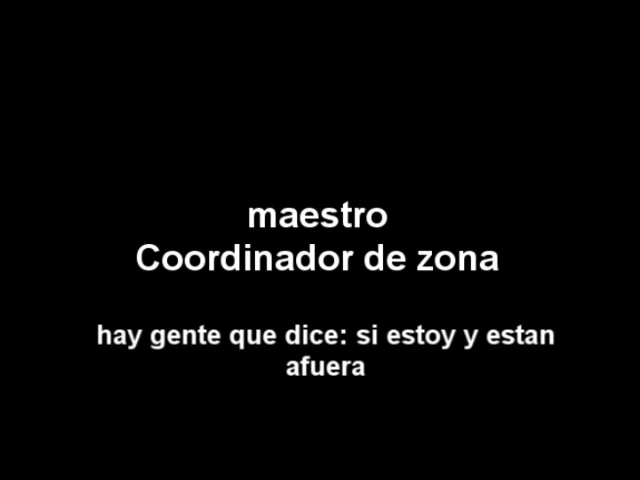 maestro
Coordinador de zona
hay gente que dice: si estoy y estan
afuera